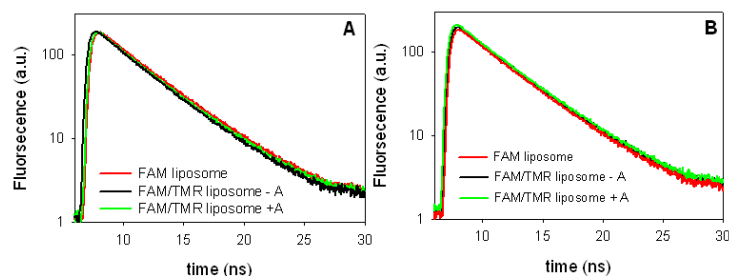 A
Fluorsecence (a.u.)
100
10
1
FAM liposome
FAM/TMR liposome - A
FAM/TMR liposome +A
10
15
20
25
30
time (ns)
B
Fluorescence (a.u.)
100
10
1
FAM liposome
FAM/TMR liposome - A
FAM/TMR liposome +A
10
15
20
25
30
time (ns)